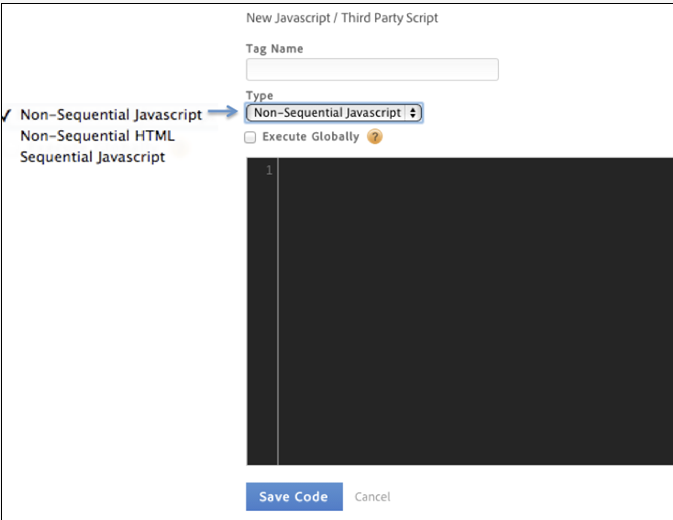 New Javascript / Third Party Script
Tag Name
Type
✓ Non-Sequential Javascript
Non-Sequential HTML
Sequential Javascript
Non-Sequential Javascript
Execute Globally ?
1
Save Code Cancel